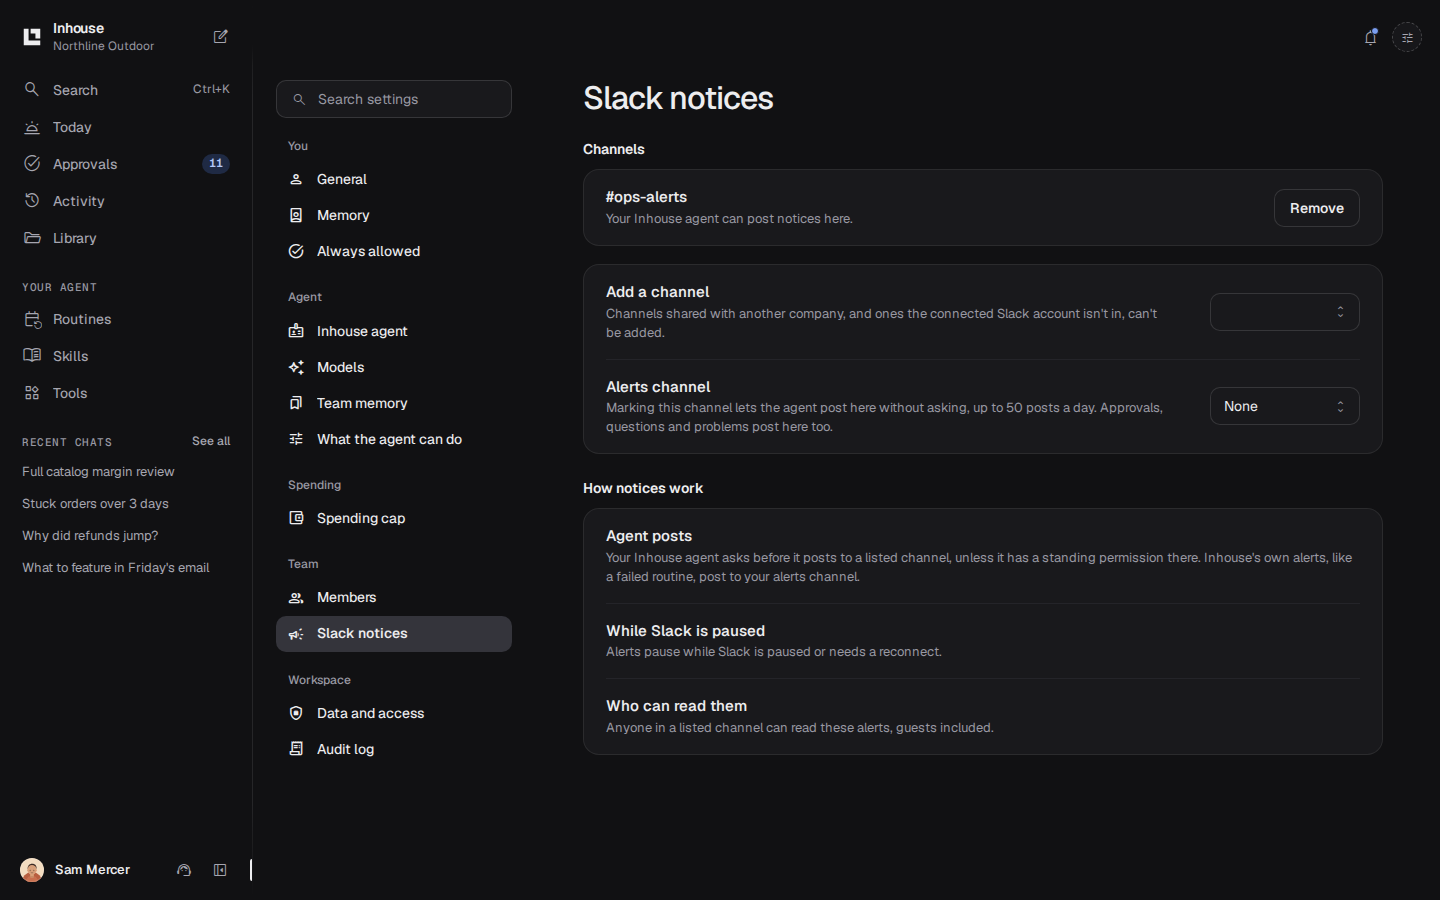 Inhouse
Northline Outdoor
Search Ctrl+K
Today
Approvals 11
Activity
Library
YOUR AGENT
Routines
Skills
Tools
RECENT CHATS See all
Full catalog margin review
Stuck orders over 3 days
Why did refunds jump?
What to feature in Friday's email
Sam Mercer
Search settings
You
General
Memory
Always allowed
Agent
Inhouse agent
Models
Team memory
What the agent can do
Spending
Spending cap
Team
Members
Slack notices
Workspace
Data and access
Audit log
Slack notices
Channels
#ops-alerts
Your Inhouse agent can post notices here.
Remove
Add a channel
Channels shared with another company, and ones the connected Slack account isn't in, can't
be added.
Alerts channel
Marking this channel lets the agent post here without asking, up to 50 posts a day. Approvals,
questions and problems post here too.
None
How notices work
Agent posts
Your Inhouse agent asks before it posts to a listed channel, unless it has a standing permission there. Inhouse's own alerts, like
a failed routine, post to your alerts channel.
While Slack is paused
Alerts pause while Slack is paused or needs a reconnect.
Who can read them
Anyone in a listed channel can read these alerts, guests included.